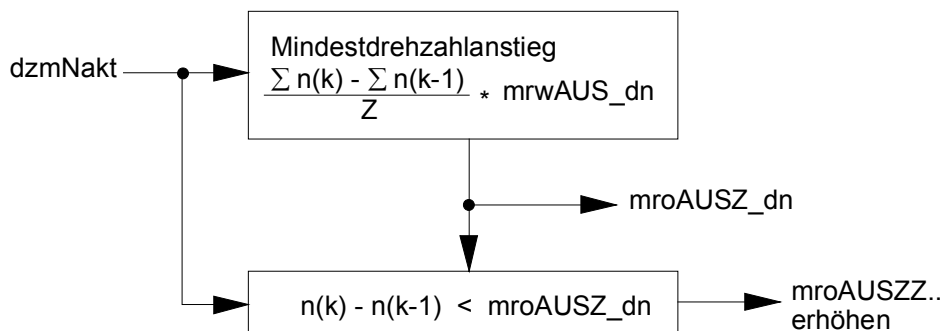 Mindestdrehzahlanstieg
dzmNakt
∑ n(k) - ∑ n(k-1)
Z
* mrwAUS_dn
mroAUSZ_dn
n(k) - n(k-1) < mroAUSZ_dn
mroAUSZZ..
erhöhen